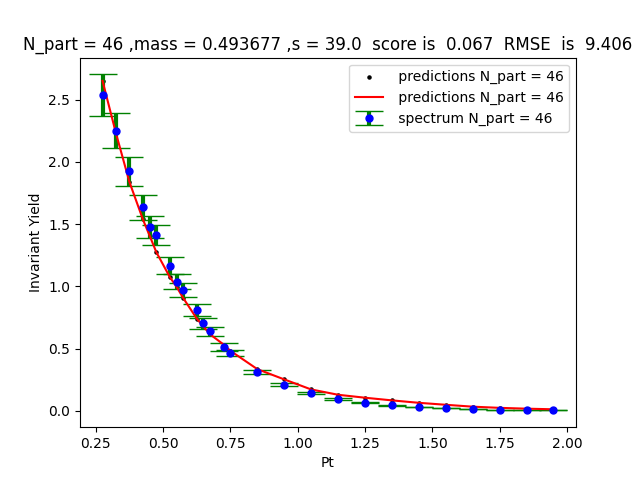 N_part = 46 ,mass = 0.493677 ,s = 39.0  score is  0.067  RMSE  is  9.406
predictions N_part = 46
predictions N_part = 46
spectrum N_part = 46
Invariant Yield
2.5
2.0
1.5
1.0
0.5
0.0
0.25 0.50 0.75 1.00 1.25 1.50 1.75 2.00
Pt